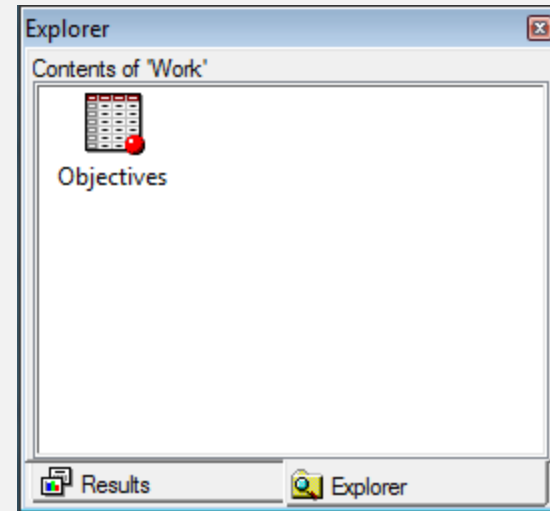 Explorer
Contents of 'Work'
Objectives
Results
Explorer